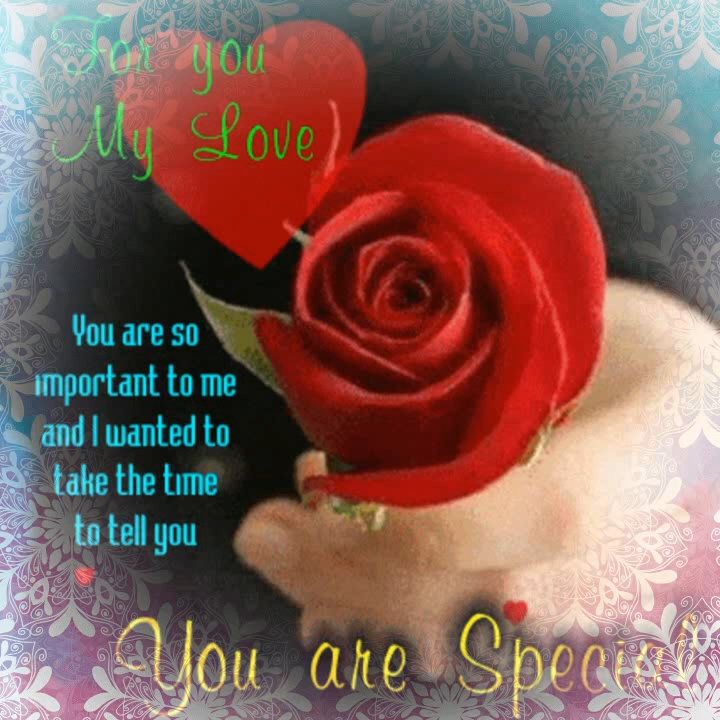 For you
My Love
You are so
important to me
and I wanted to
take the time
to tell you
You are Special